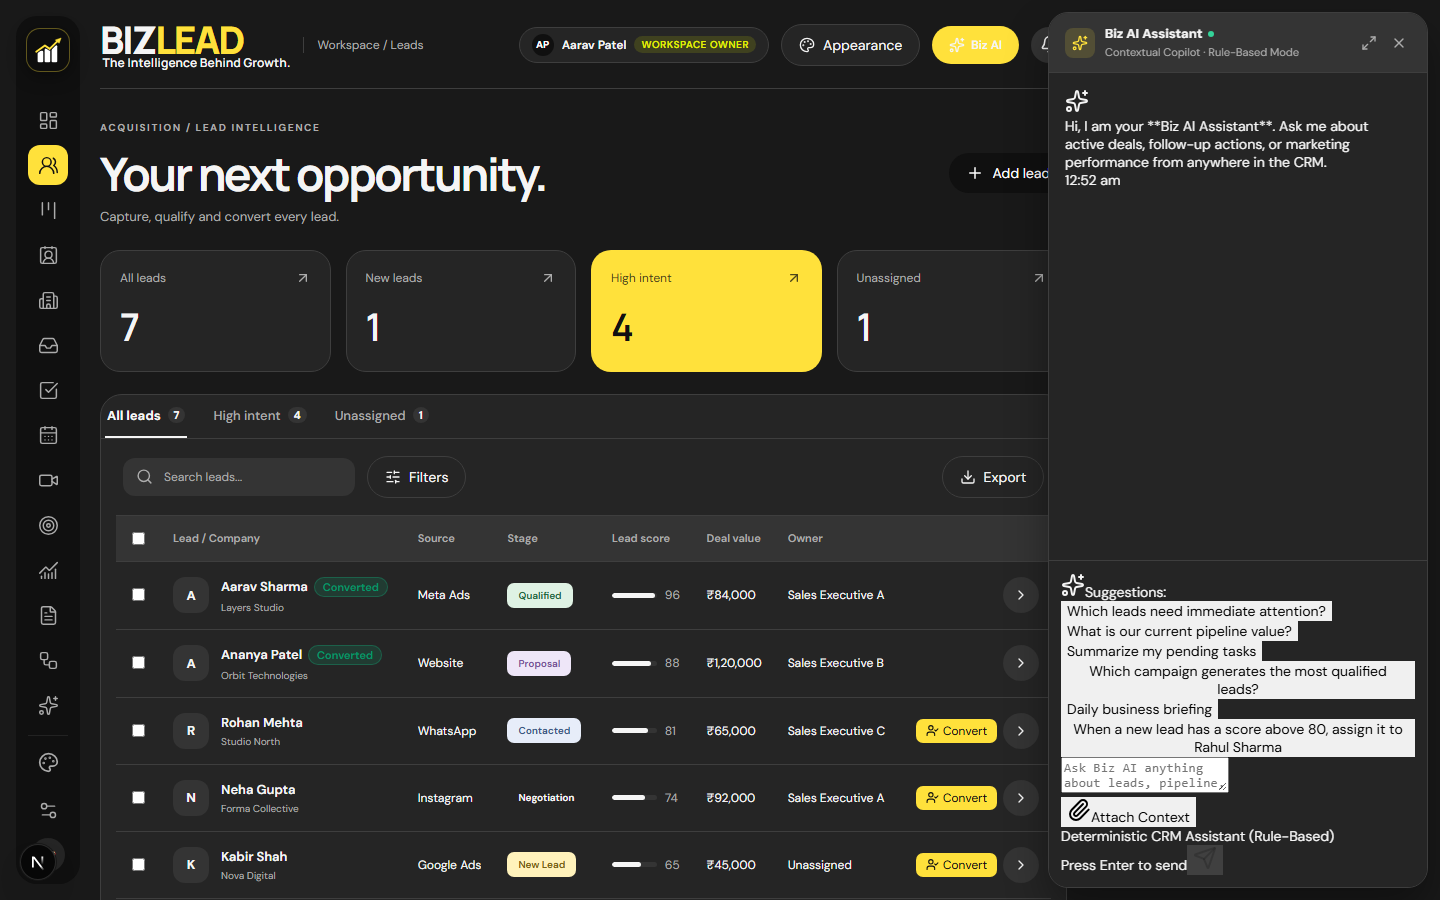 BIZLEAD
The Intelligence Behind Growth.
Workspace / Leads
AP Aarav Patel WORKSPACE OWNER
Appearance
Biz AI
ACQUISITION / LEAD INTELLIGENCE
Your next opportunity.
Capture, qualify and convert every lead.
Add lead
All leads
7
New leads
1
High intent
4
Unassigned
1
All leads 7
High intent 4
Unassigned 1
Search leads...
Filters
Export
Lead / Company Source Stage Lead score Deal value Owner
A Aarav Sharma Converted Meta Ads Qualified 96 ₹84,000 Sales Executive A
Layers Studio
A Ananya Patel Converted Website Proposal 88 ₹1,20,000 Sales Executive B
Orbit Technologies
R Rohan Mehta WhatsApp Contacted 81 ₹65,000 Sales Executive C Convert
Studio North
N Neha Gupta Instagram Negotiation 74 ₹92,000 Sales Executive A Convert
Forma Collective
K Kabir Shah Google Ads New Lead 65 ₹45,000 Unassigned Convert
Nova Digital
N
Biz AI Assistant
Contextual Copilot · Rule-Based Mode
Hi, I am your **Biz AI Assistant**. Ask me about
active deals, follow-up actions, or marketing
performance from anywhere in the CRM.
12:52 am
Suggestions:
Which leads need immediate attention?
What is our current pipeline value?
Summarize my pending tasks
Which campaign generates the most qualified
leads?
Daily business briefing
When a new lead has a score above 80, assign it to
Rahul Sharma
Ask Biz AI anything
about leads, pipeline,
Attach Context
Deterministic CRM Assistant (Rule-Based)
Press Enter to send